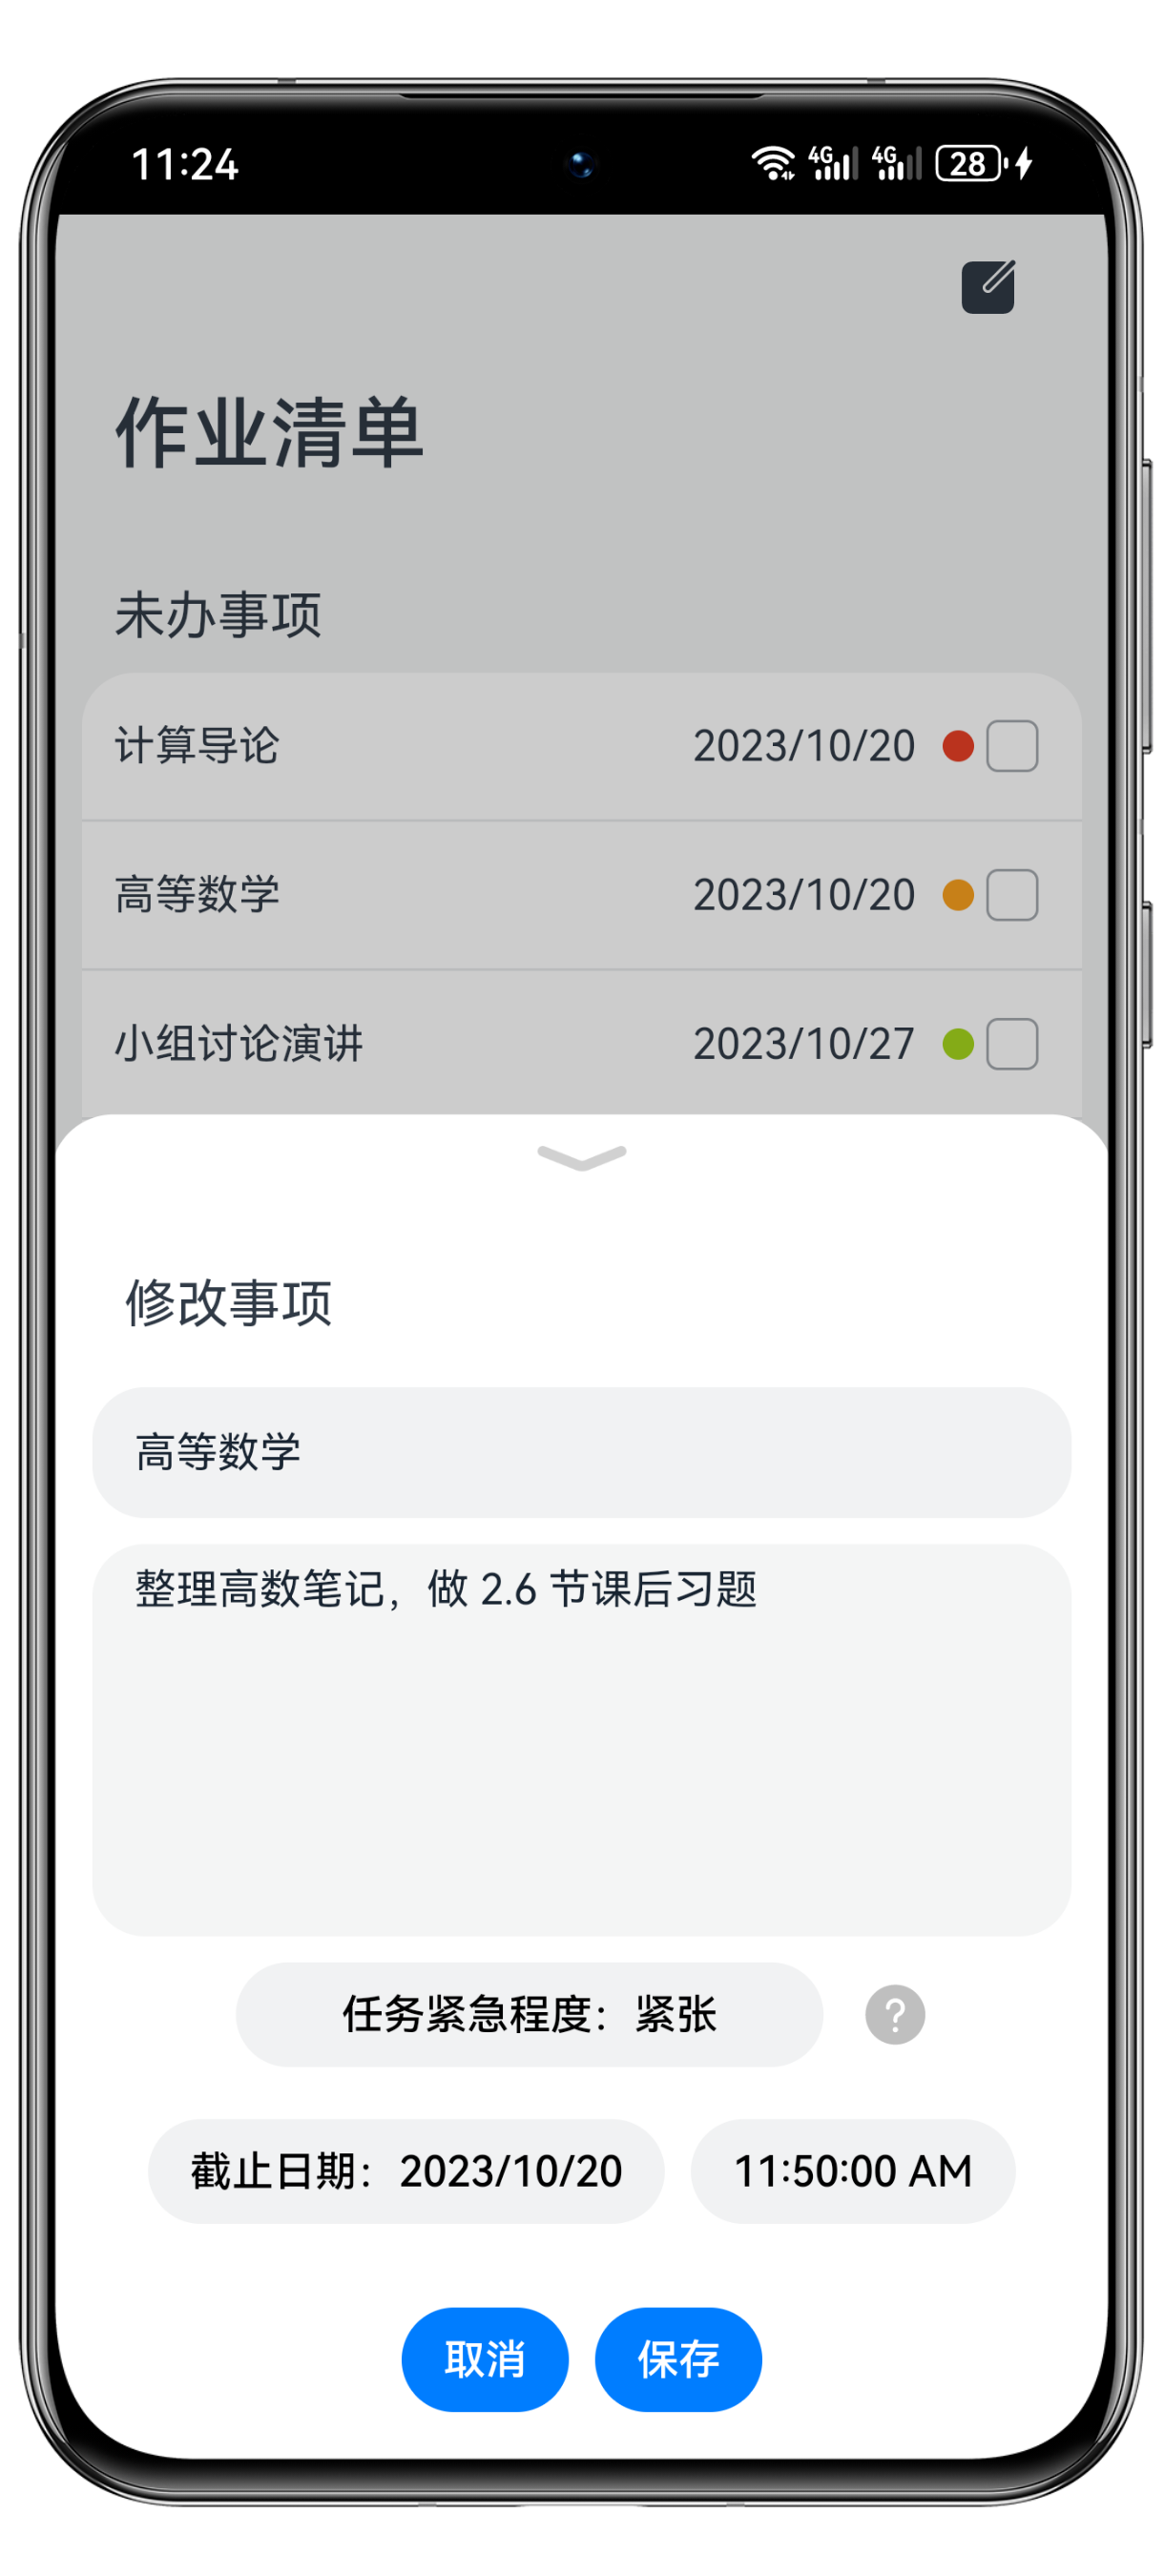 11:24
4G 4G 28
作业清单
未办事项
计算导论 2023/10/20
高等数学 2023/10/20
小组讨论演讲 2023/10/27
修改事项
高等数学
整理高数笔记，做 2.6 节课后习题
任务紧急程度：紧张 ?
截止日期：2023/10/20 11:50:00 AM
取消 保存